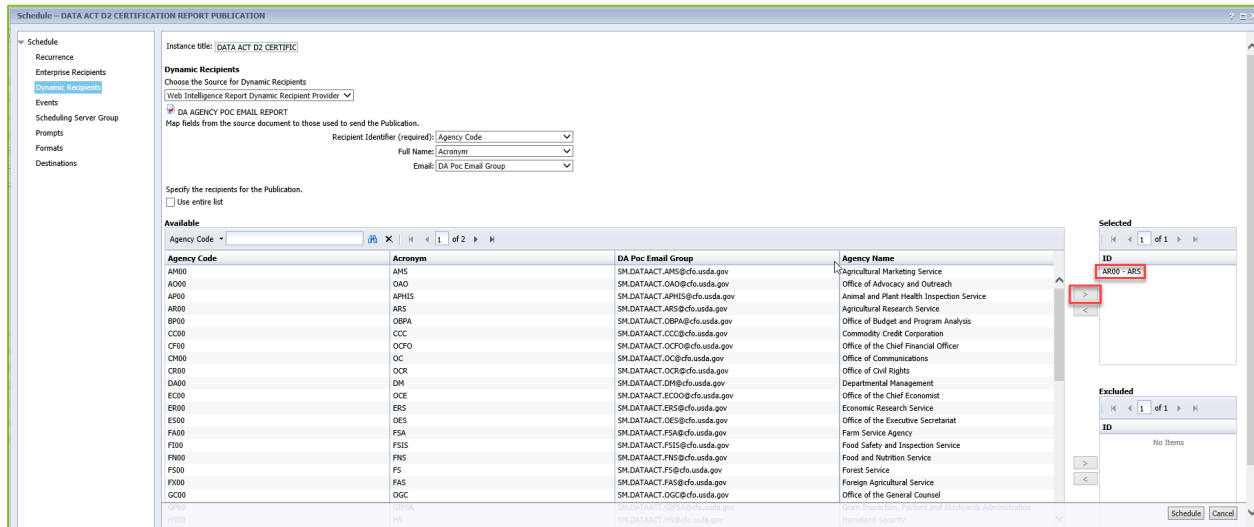 Schedule – DATA ACT D2 CERTIFICATION REPORT PUBLICATION
Schedule
Recurrence
Enterprise Recipients
Dynamic Recipients
Events
Scheduling Server Group
Prompts
Formats
Destinations
Instance title: DATA ACT D2 CERTIFIC
Dynamic Recipients
Choose the Source for Dynamic Recipients
Web Intelligence Report Dynamic Recipient Provider
DA AGENCY POC EMAIL REPORT
Map fields from the source document to those used to send the Publication.
Recipient Identifier (required): Agency Code
Full Name: Acronym
Email: DA Poc Email Group
Specify the recipients for the Publication.
Use entire list
Available
Agency Code 1 of 2
Agency Code Acronym DA Poc Email Group Agency Name
AM00 AMS SM.DATAACT.AMS@cfo.usda.gov Agricultural Marketing Service
AO00 OAO SM.DATAACT.OAO@cfo.usda.gov Office of Advocacy and Outreach
AP00 APHIS SM.DATAACT.APHIS@cfo.usda.gov Animal and Plant Health Inspection Service
AR00 ARS SM.DATAACT.ARS@cfo.usda.gov Agricultural Research Service
BP00 OBPA SM.DATAACT.OBPA@cfo.usda.gov Office of Budget and Program Analysis
CC00 CCC SM.DATAACT.CCC@cfo.usda.gov Commodity Credit Corporation
CF00 OCFO SM.DATAACT.OCFO@cfo.usda.gov Office of the Chief Financial Officer
CM00 OC SM.DATAACT.OC@cfo.usda.gov Office of Communications
CR00 OCR SM.DATAACT.OCR@cfo.usda.gov Office of Civil Rights
DA00 DM SM.DATAACT.DM@cfo.usda.gov Departmental Management
EC00 OCE SM.DATAACT.ECOO@cfo.usda.gov Office of the Chief Economist
ER00 ERS SM.DATAACT.ERS@cfo.usda.gov Economic Research Service
ES00 OES SM.DATAACT.OES@cfo.usda.gov Office of the Executive Secretariat
FA00 FSA SM.DATAACT.FSA@cfo.usda.gov Farm Service Agency
FI00 FSIS SM.DATAACT.FSIS@cfo.usda.gov Food Safety and Inspection Service
FN00 FNS SM.DATAACT.FNS@cfo.usda.gov Food and Nutrition Service
FS00 FS SM.DATAACT.FS@cfo.usda.gov Forest Service
FX00 FAS SM.DATAACT.FAS@cfo.usda.gov Foreign Agricultural Service
GC00 OGC SM.DATAACT.OGC@cfo.usda.gov Office of the General Counsel
GP00 GIPSA SM.DATAACT.GIPSA@cfo.usda.gov Grain Inspection, Packers and Stockyards Administration
HS00 HS SM.DATAACT.HS@cfo.usda.gov Homeland Security
>
<
Selected
1 of 1
ID
AR00 - ARS
Excluded
1 of 1
ID
No Items
>
<
Schedule Cancel